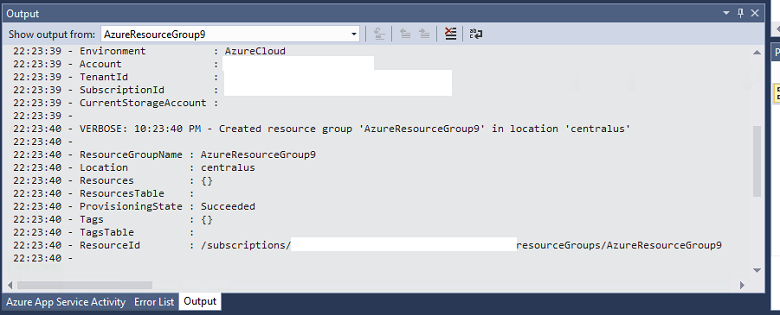 Output
Show output from: AzureResourceGroup9
22:23:39 - Environment : AzureCloud
22:23:39 - Account :
22:23:39 - TenantId :
22:23:39 - SubscriptionId :
22:23:39 - CurrentStorageAccount :
22:23:39 -
22:23:40 - VERBOSE: 10:23:40 PM - Created resource group 'AzureResourceGroup9' in location 'centralus'
22:23:40 -
22:23:40 - ResourceGroupName : AzureResourceGroup9
22:23:40 - Location : centralus
22:23:40 - Resources : {}
22:23:40 - ResourcesTable :
22:23:40 - ProvisioningState : Succeeded
22:23:40 - Tags : {}
22:23:40 - TagsTable :
22:23:40 - ResourceId : /subscriptions/ resourceGroups/AzureResourceGroup9
22:23:40 -
Azure App Service Activity Error List Output